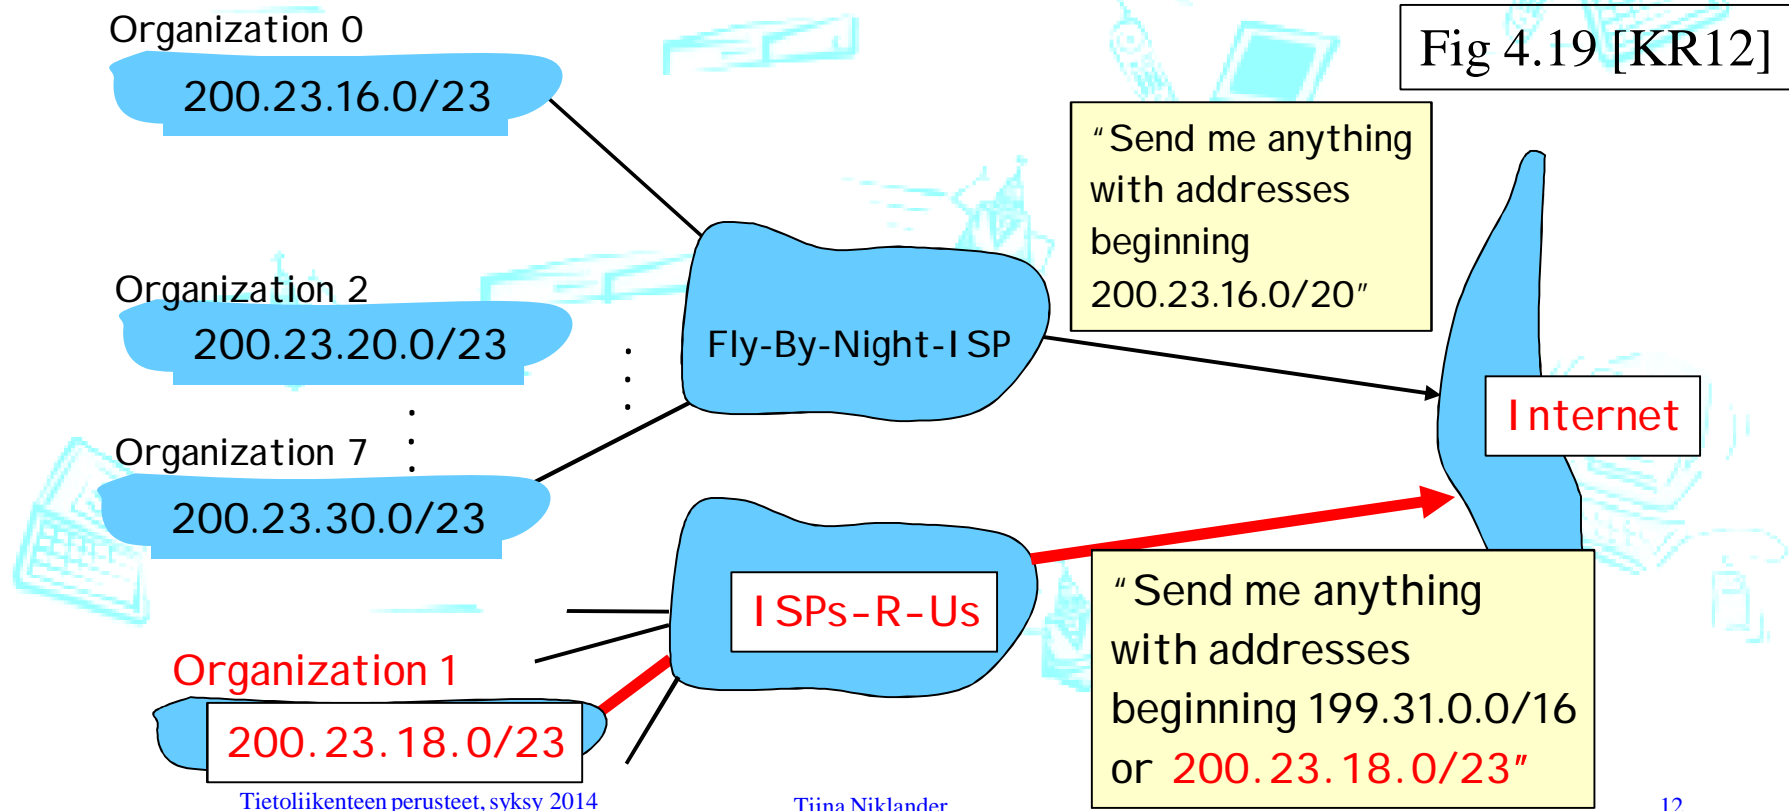 Organization 0
200.23.16.0/23
Fig 4.19 [KR12]
"Send me anything
with addresses
beginning
200.23.16.0/20"
Organization 2
200.23.20.0/23
Fly-By-Night-ISP
Internet
Organization 7
200.23.30.0/23
ISPs-R-Us
Organization 1
200.23.18.0/23
"Send me anything
with addresses
beginning 199.31.0.0/16
or 200.23.18.0/23"
Tietoliikenteen perusteet, syksy 2014
Tiina Niklander
12